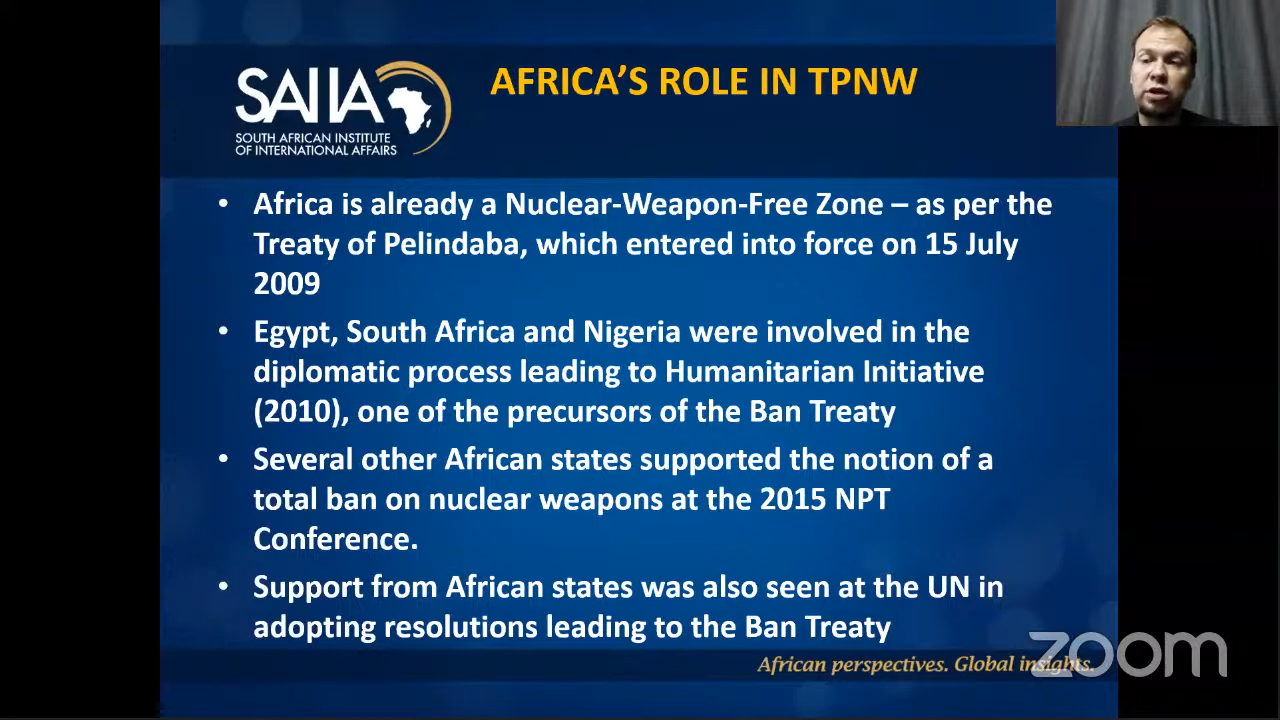 SAIIA
SOUTH AFRICAN INSTITUTE
OF INTERNATIONAL AFFAIRS
AFRICA’S ROLE IN TPNW
• Africa is already a Nuclear-Weapon-Free Zone – as per the
Treaty of Pelindaba, which entered into force on 15 July
2009
• Egypt, South Africa and Nigeria were involved in the
diplomatic process leading to Humanitarian Initiative
(2010), one of the precursors of the Ban Treaty
• Several other African states supported the notion of a
total ban on nuclear weapons at the 2015 NPT
Conference.
• Support from African states was also seen at the UN in
adopting resolutions leading to the Ban Treaty
African perspectives. Global insights.
zoom